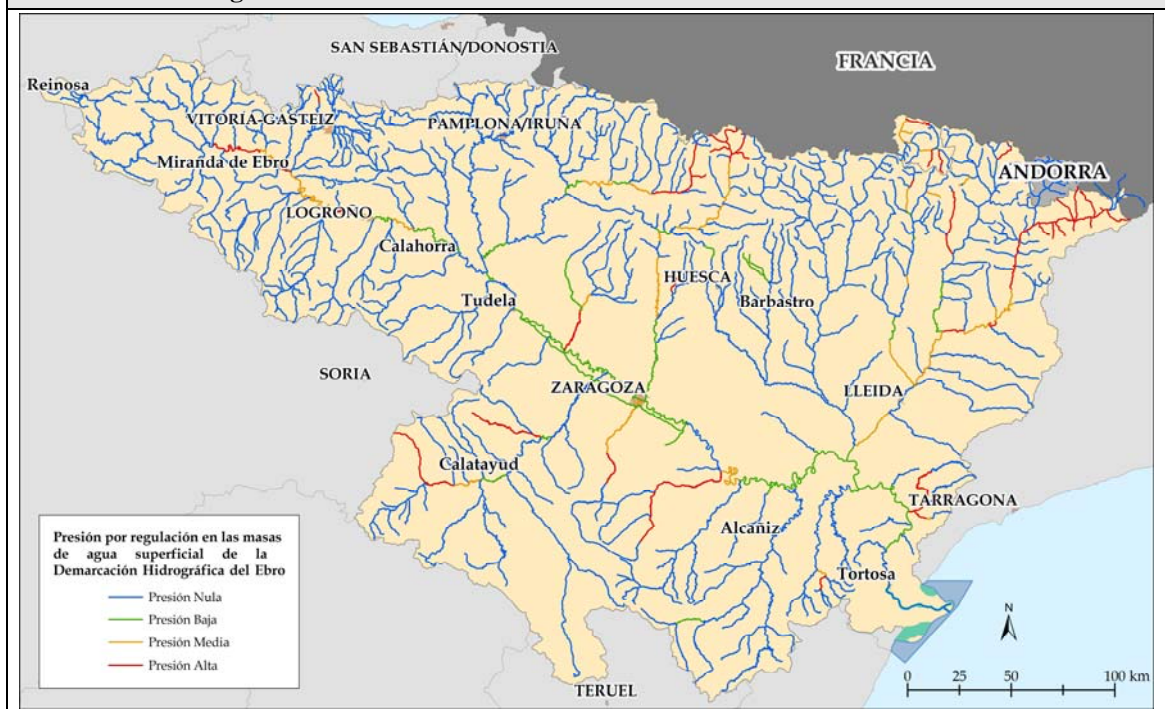 SAN SEBASTIÁN/DONOSTIA
FRANCIA
Reinosa
VITORIA-GASTEIZ
PAMPLONA/IRUÑA
Miranda de Ebro
ANDORRA
LOGROÑO
Calahorra
HUESCA
Barbastro
Tudela
SORIA
ZARAGOZA
LLEIDA
Calatayud
TARRAGONA
Alcañiz
Tortosa
TERUEL
Presión por regulación en las masas
de agua superficial de la
Demarcación Hidrográfica del Ebro
Presión Nula
Presión Baja
Presión Media
Presión Alta
N
0 25 50 100 km